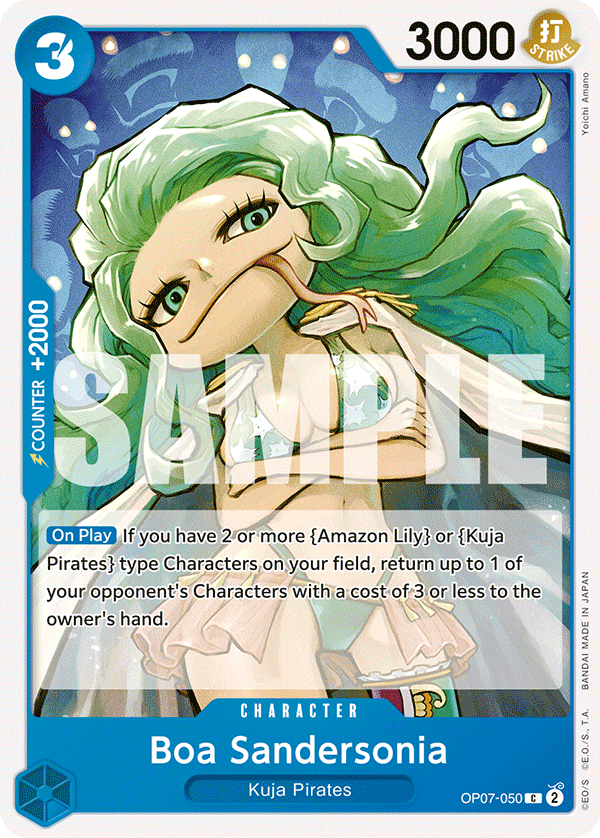 3
3000
打
STRIKE
Yoichi Amano
COUNTER +2000
SAMPLE
On Play If you have 2 or more {Amazon Lily} or {Kuja
Pirates} type Characters on your field, return up to 1 of
your opponent's Characters with a cost of 3 or less to the
owner's hand.
CHARACTER
Boa Sandersonia
Kuja Pirates
OP07-050 C 2
©EO/S ©E.O./S., T.A. BANDAI MADE IN JAPAN